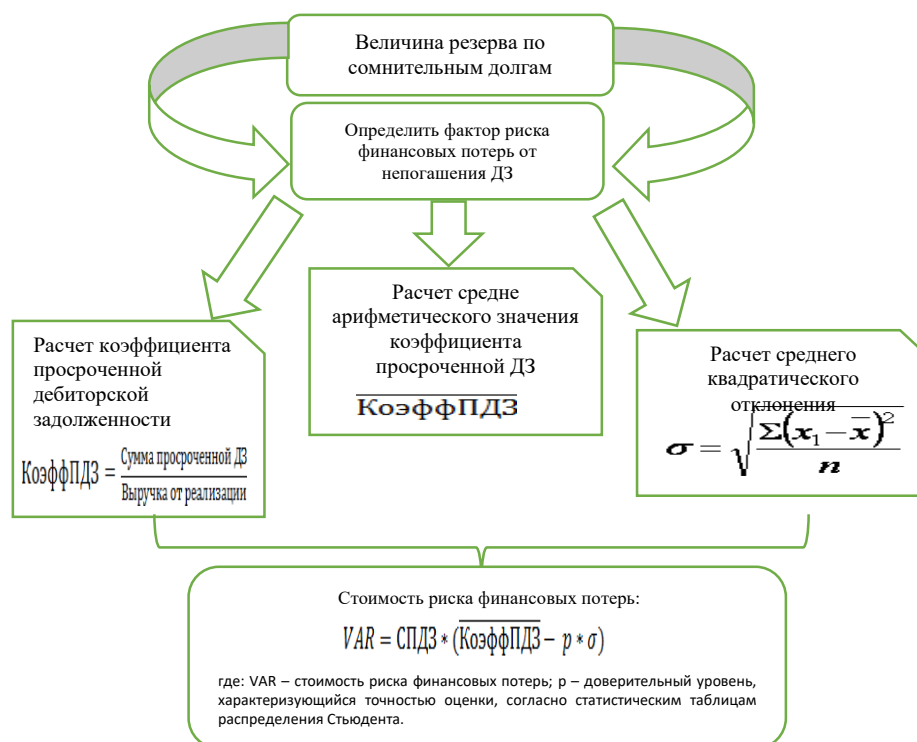 Величина резерва по
сомнительным долгам
Определить фактор риска
финансовых потерь от
непогашения ДЗ
Расчет коэффициента
просроченной
дебиторской
задолженности
КоэффПДЗ = Сумма просроченной ДЗ / Выручка от реализации
Расчет средне
арифметического значения
коэффициента
просроченной ДЗ
К̅о̅э̅ф̅ф̅П̅Д̅З̅
Расчет среднего
квадратического
отклонения
σ = √(Σ(x₁ − x̅)² / n)
Стоимость риска финансовых потерь:
VAR = СПДЗ * (К̅о̅э̅ф̅ф̅П̅Д̅З̅ − p * σ)
где: VAR – стоимость риска финансовых потерь; p – доверительный уровень,
характеризующийся точностью оценки, согласно статистическим таблицам
распределения Стьюдента.